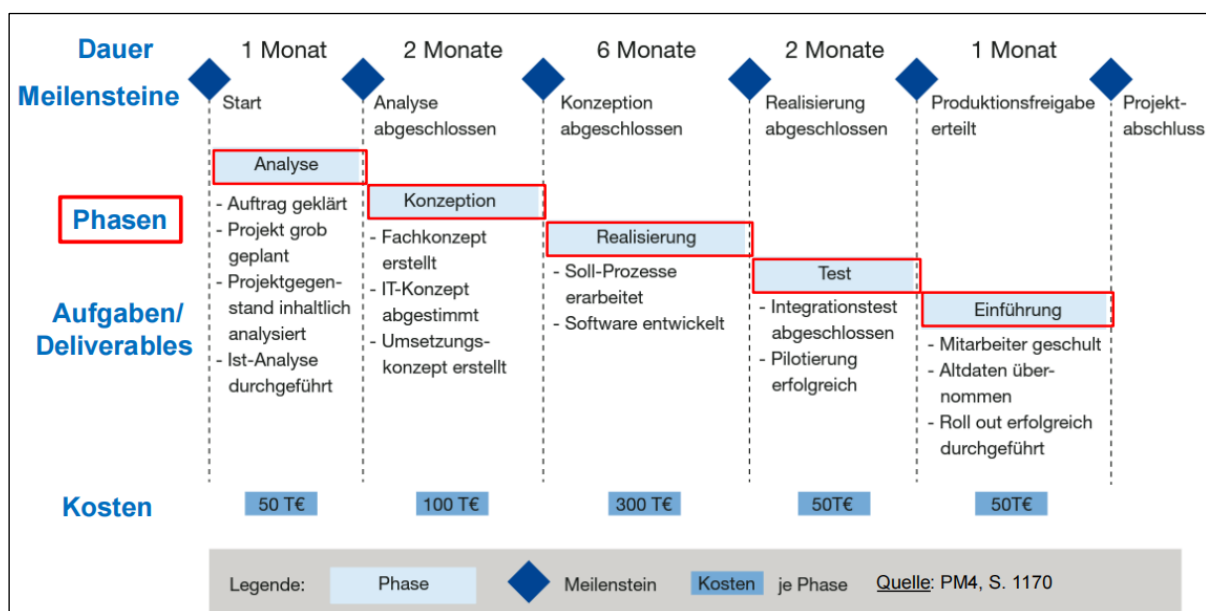 Dauer
1 Monat
2 Monate
6 Monate
2 Monate
1 Monat
Meilensteine
Start
Analyse
abgeschlossen
Konzeption
abgeschlossen
Realisierung
abgeschlossen
Produktionsfreigabe
erteilt
Projekt-
abschluss
Phasen
Aufgaben/
Deliverables
Analyse
- Auftrag geklärt
- Projekt grob
geplant
- Projektgegen-
stand inhaltlich
analysiert
- Ist-Analyse
durchgeführt
Konzeption
- Fachkonzept
erstellt
- IT-Konzept
abgestimmt
- Umsetzungs-
konzept erstellt
Realisierung
- Soll-Prozesse
erarbeitet
- Software entwickelt
Test
- Integrationstest
abgeschlossen
- Pilotierung
erfolgreich
Einführung
- Mitarbeiter geschult
- Altdaten über-
nommen
- Roll out erfolgreich
durchgeführt
Kosten
50 T€
100 T€
300 T€
50T€
50T€
Legende:
Phase
Meilenstein
Kosten je Phase
Quelle: PM4, S. 1170